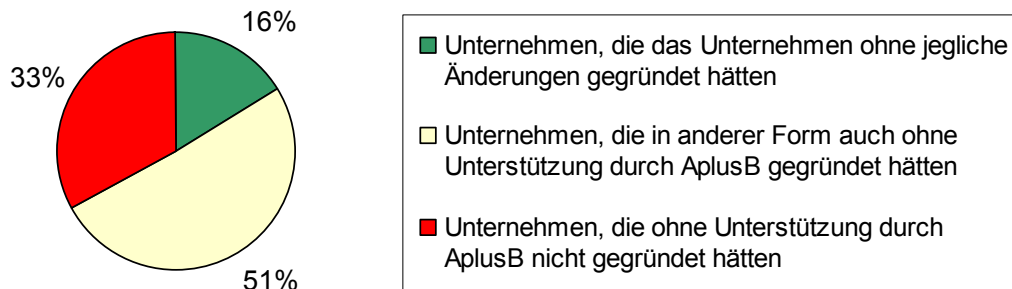 16%
33%
51%
Unternehmen, die das Unternehmen ohne jegliche
Änderungen gegründet hätten
Unternehmen, die in anderer Form auch ohne
Unterstützung durch AplusB gegründet hätten
Unternehmen, die ohne Unterstützung durch
AplusB nicht gegründet hätten